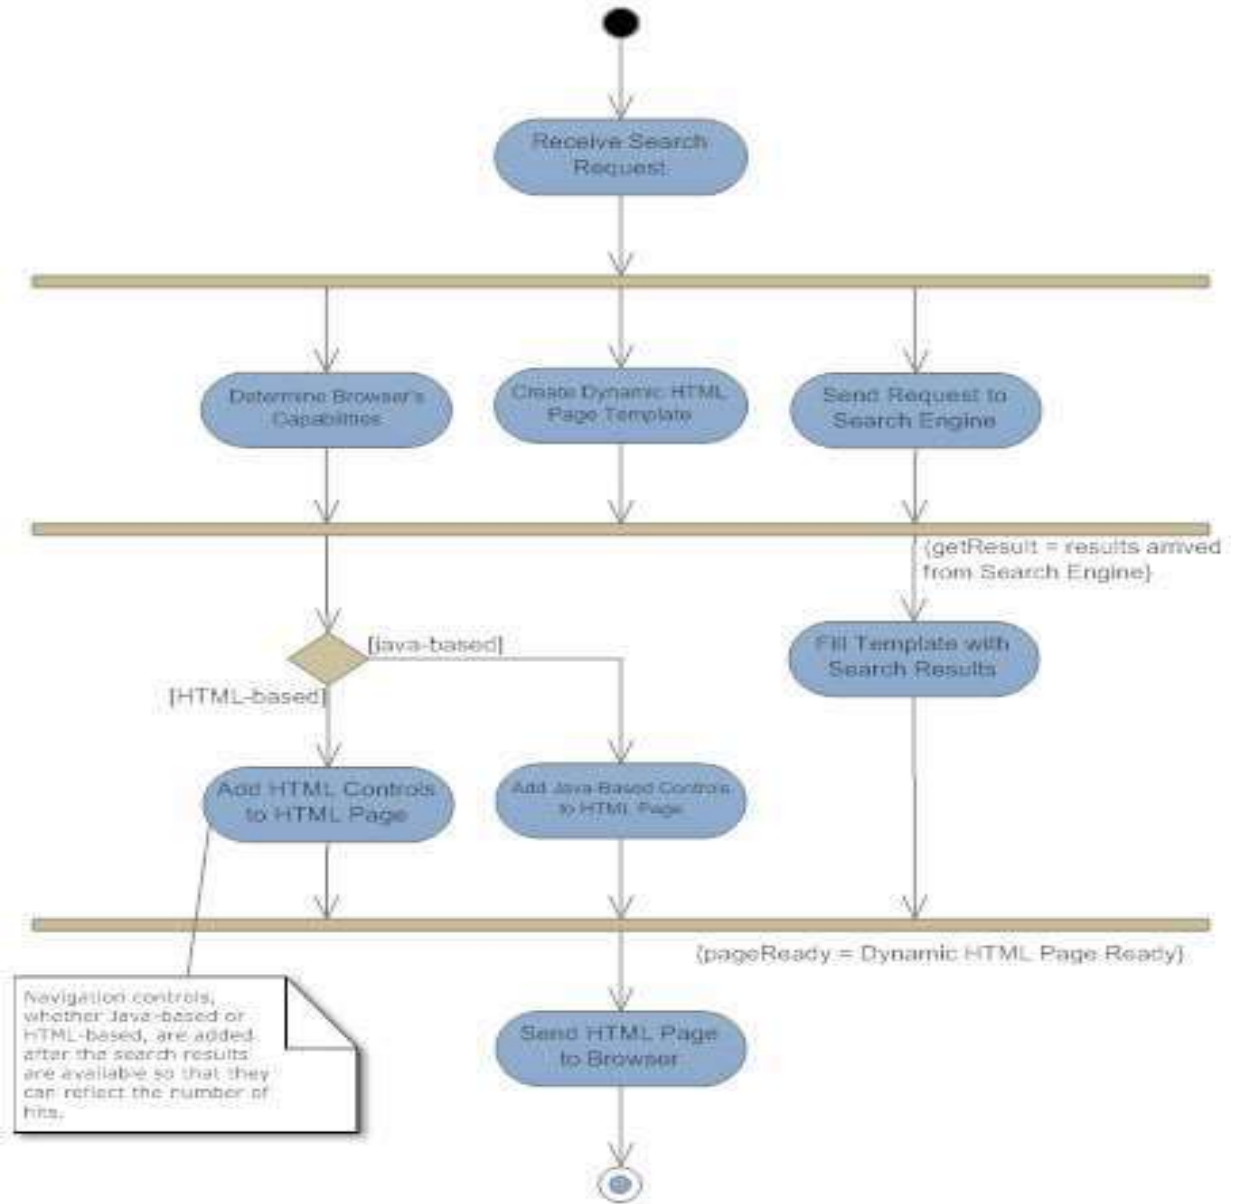 Receive Search
Request
Determine Browser's
Capabilities
Create Dynamic HTML
Page Template
Send Request to
Search Engine
{getResult = results arrived
from Search Engine}
[java-based]
[HTML-based]
Fill Template with
Search Results
Add HTML Controls
to HTML Page
Add Java-Based Controls
to HTML Page
{pageReady = Dynamic HTML Page Ready}
Navigation controls,
whether Java-based or
HTML-based, are added
after the search results
are available so that they
can reflect the number of
hits.
Send HTML Page
to Browser